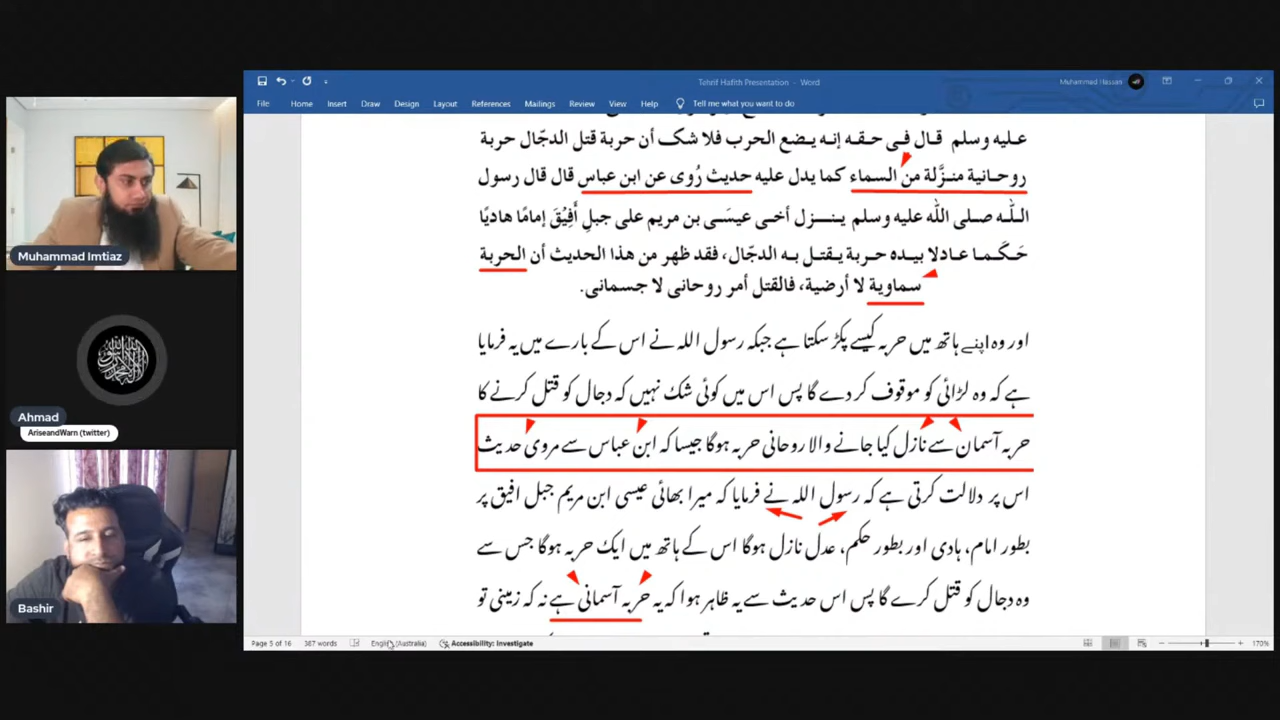 Tehrif Hafith Presentation - Word
Muhammad Hassan
File Home Insert Draw Design Layout References Mailings Review View Help Tell me what you want to do
عليه وسلم قال فى حقه إنه يضع الحرب فلا شک أن حربة قتل الدجّال حربة
روحانية منزَّلة من السماء کما يدل عليه حديث رُوى عن ابن عباس قال قال رسول
اللّٰه صلى اللّٰه عليه وسلم ينزل أخى عيسَى بن مريم على جبلِ أَفِيْقَ إمامًا هاديًا
حَکَما عادلا بيده حربة يقتل به الدجّال، فقد ظهر من هذا الحديث أن الحربة
سماوية لا أرضية، فالقتل أمر روحانى لا جسمانى.
اور وہ اپنے ہاتھ میں حربہ کیسے پکڑ سکتا ہے جبکہ رسول اللہ نے اس کے بارے میں یہ فرمایا
ہے کہ وہ لڑائی کو موقوف کر دے گا پس اس میں کوئی شک نہیں کہ دجال کو قتل کرنے کا
حربہ آسمان سے نازل کیا جانے والا روحانی حربہ ہوگا جیسا کہ ابن عباس سے مروی حدیث
اس پر دلالت کرتی ہے کہ رسول اللہ نے فرمایا کہ میرا بھائی عیسی ابن مریم جبل افیق پر
بطور امام، ہادی اور بطور حکم، عدل نازل ہوگا اس کے ہاتھ میں ایک حربہ ہوگا جس سے
وہ دجال کو قتل کرے گا پس اس حدیث سے یہ ظاہر ہوا کہ یہ حربہ آسمانی ہے نہ کہ زمینی تو
Page 5 of 16 387 words English (Australia) Accessibility: Investigate 170%
Muhammad Imtiaz
Ahmad
AriseandWarn (twitter)
Bashir